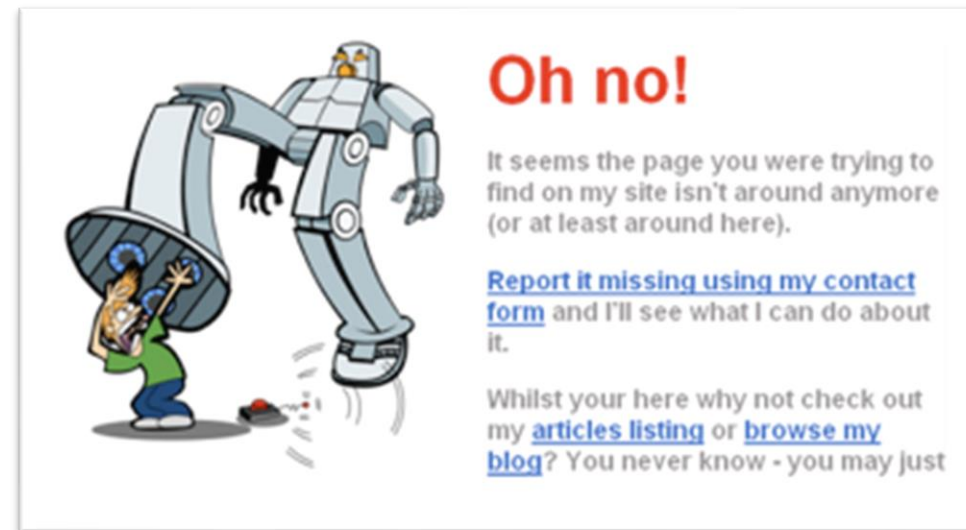 Oh no!
It seems the page you were trying to
find on my site isn't around anymore
(or at least around here).
Report it missing using my contact
form and I'll see what I can do about
it.
Whilst your here why not check out
my articles listing or browse my
blog? You never know - you may just